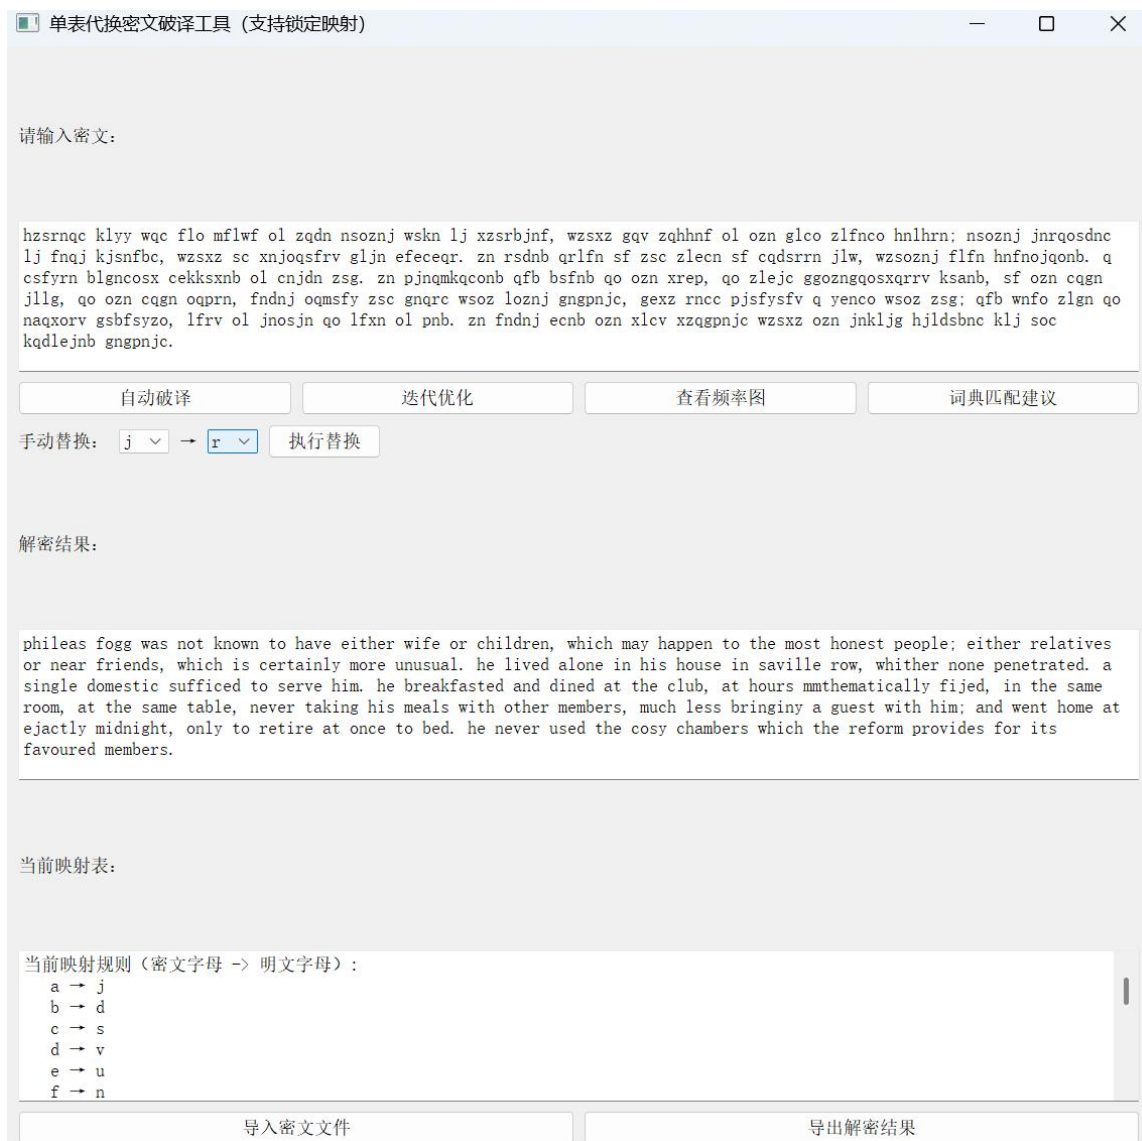 单表代换密文破译工具（支持锁定映射）
请输入密文：
hzsrnqc klyy wqc flo mflwf ol zqdn nsoznj wskn lj xzsrbjnf, wzsxz gqv zqhhnf ol ozn glco zlfnco hnlhrn; nsoznj jnrqosdnc
lj fnqj kjsnfbc, wzsxz sc xnjoqsfrv gljn efeceqr. zn rsdnb qrlfn sf zsc zlecn sf cqdsrrn jlw, wzsoznj flfn hnfnojqonb. q
csfyrn blgncosx cekksxnb ol cnjdn zsg. zn pjnqmkqconb qfb bsfnb qo ozn xrep, qo zlejc ggozngqosxqrrv ksanb, sf ozn cqgn
jllg, qo ozn cqgn oqprn, fndnj oqmsfy zsc gnqrc wsoz loznj gngpnjc, gexz rncc pjsfysfv q yenco wsoz zsg; qfb wnfo zlgn qo
naqxorv gsbfsyzo, lfrv ol jnosjn qo lfxn ol pnb. zn fndnj ecnb ozn xlcv xzqgpnjc wzsxz ozn jnkljg hjldsbnc klj soc
kqdlejnb gngpnjc.
自动破译 迭代优化 查看频率图 词典匹配建议
手动替换： j → r 执行替换
解密结果：
phileas fogg was not known to have either wife or children, which may happen to the most honest people; either relatives
or near friends, which is certainly more unusual. he lived alone in his house in saville row, whither none penetrated. a
single domestic sufficed to serve him. he breakfasted and dined at the club, at hours mmthematically fijed, in the same
room, at the same table, never taking his meals with other members, much less bringiny a guest with him; and went home at
ejactly midnight, only to retire at once to bed. he never used the cosy chambers which the reform provides for its
favoured members.
当前映射表：
当前映射规则（密文字母 -> 明文字母）：
a → j
b → d
c → s
d → v
e → u
f → n
导入密文文件 导出解密结果